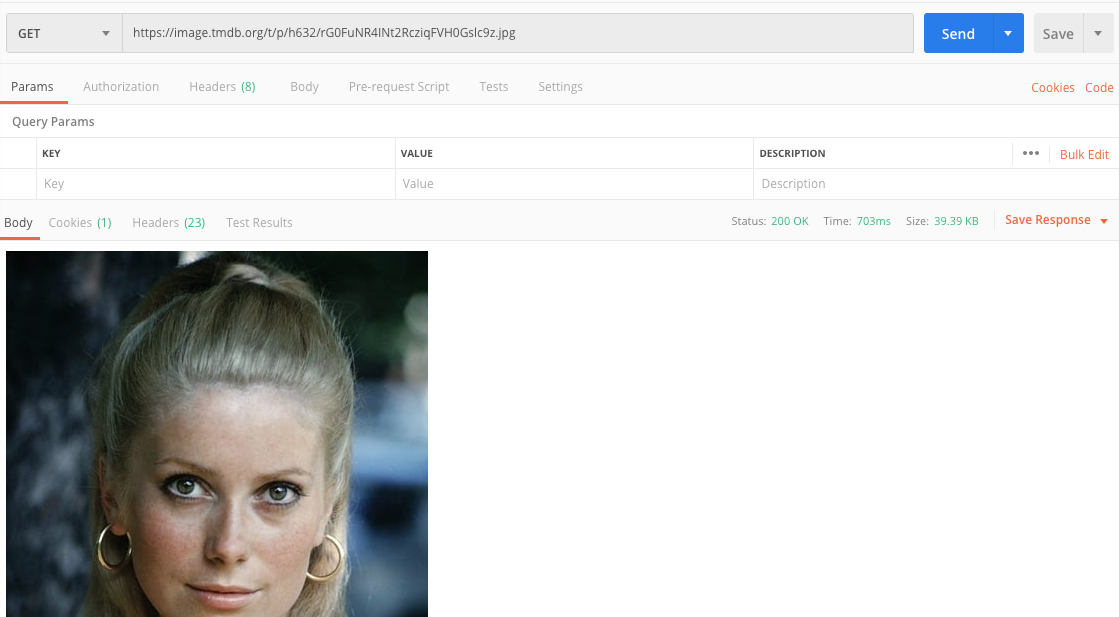 GET https://image.tmdb.org/t/p/h632/rG0FuNR4INt2RcziqFVH0Gslc9z.jpg Send Save
Params Authorization Headers (8) Body Pre-request Script Tests Settings Cookies Code
Query Params
KEY VALUE DESCRIPTION ••• Bulk Edit
Key Value Description
Body Cookies (1) Headers (23) Test Results Status: 200 OK Time: 703ms Size: 39.39 KB Save Response